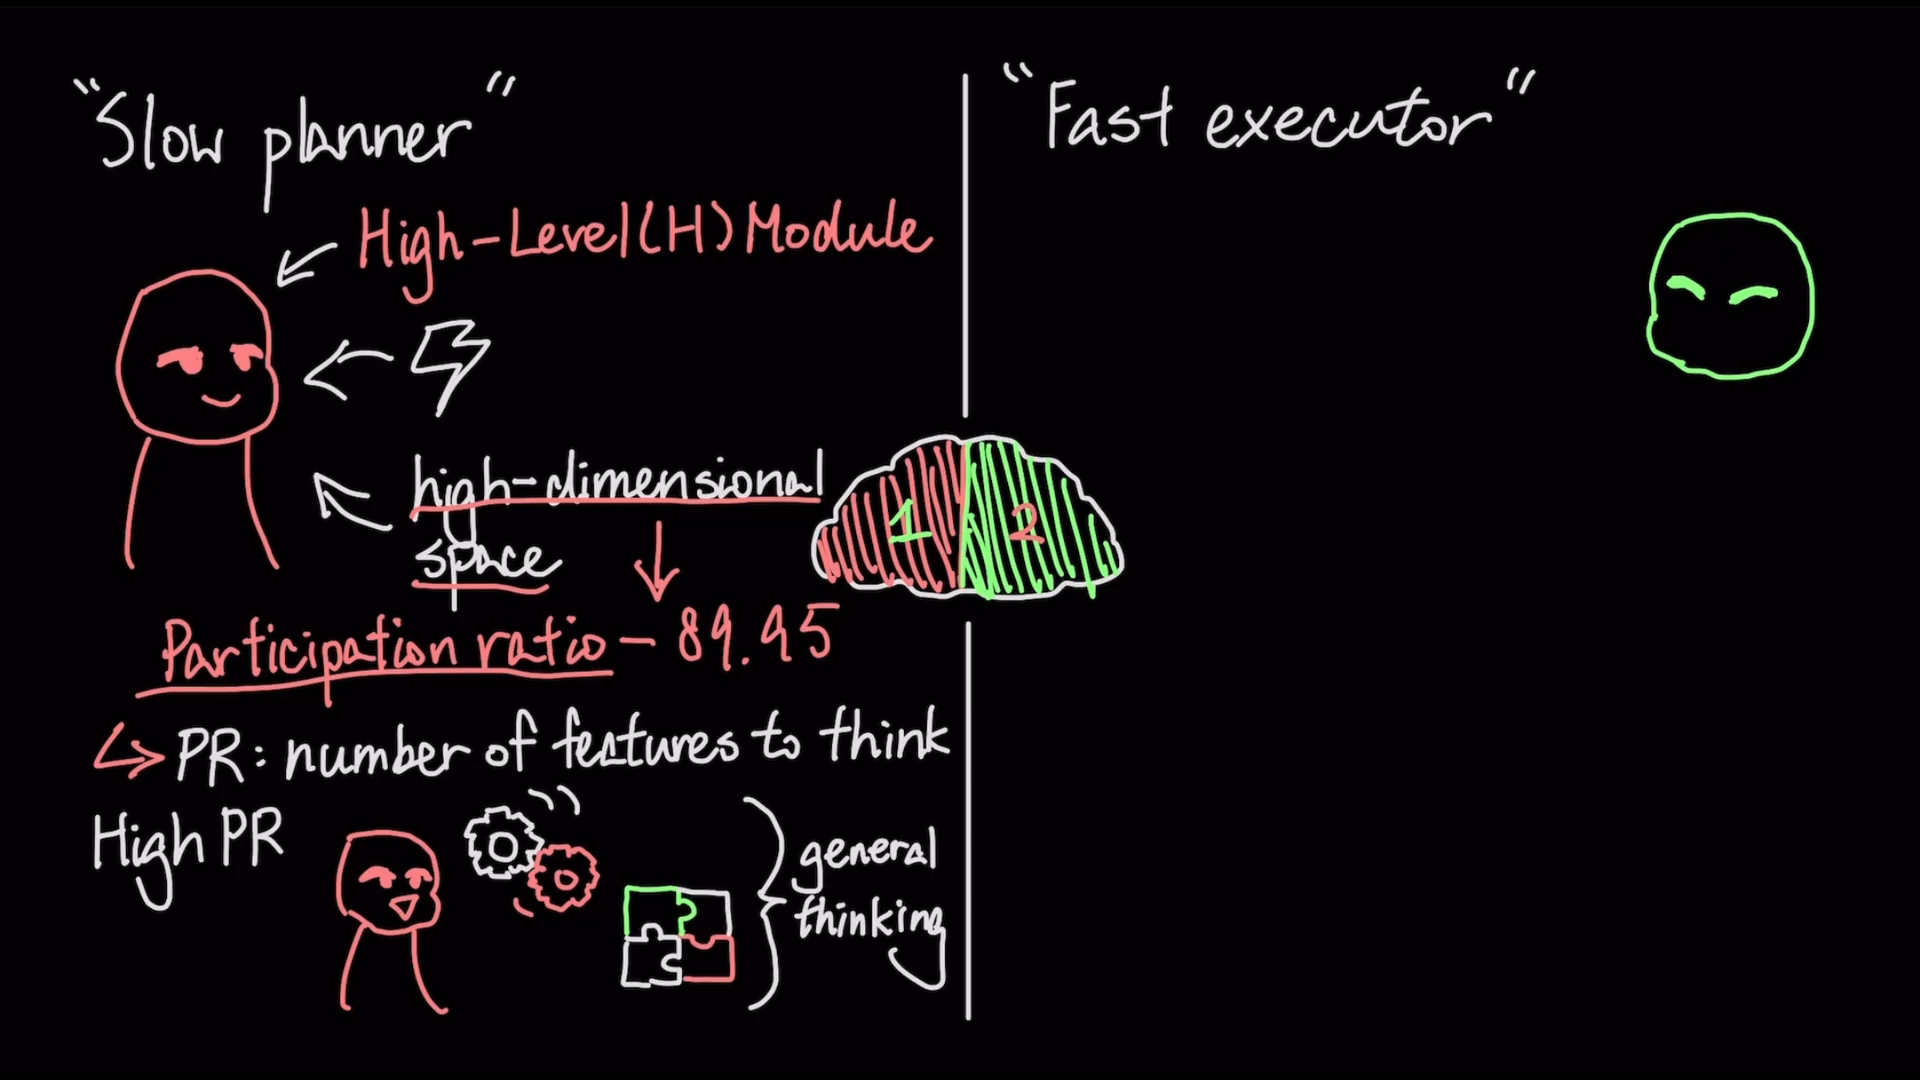 "Slow planner"
High-Level(H) Module
high-dimensional
space
Participation ratio - 89.95
PR: number of features to think
High PR
general
thinking
1 2
"Fast executor"